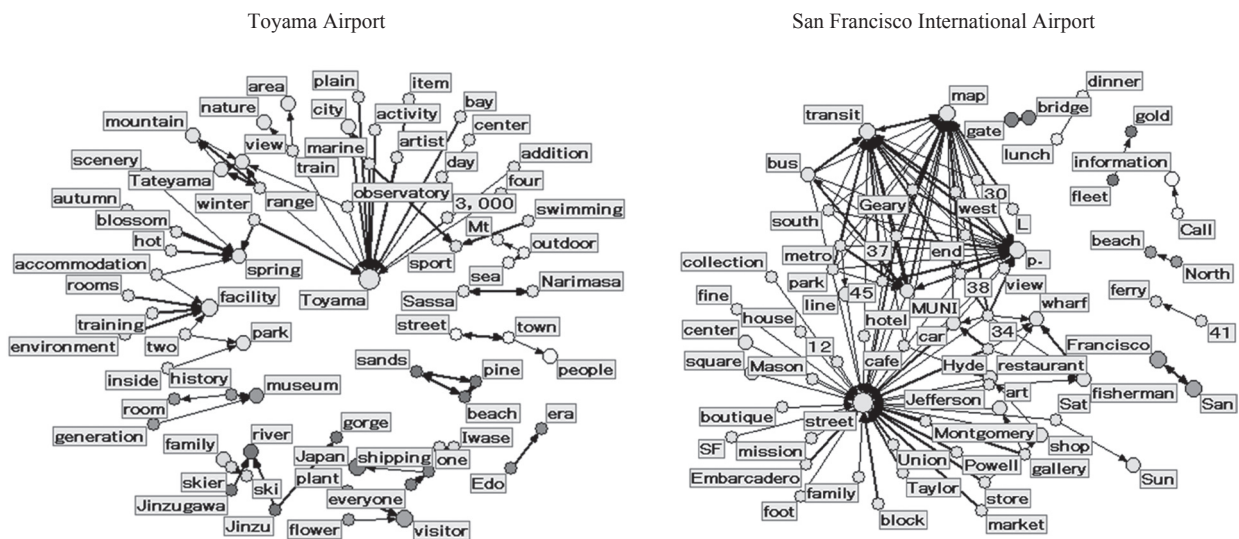 Toyama Airport
San Francisco International Airport
area
plain
item
nature
city
activity
bay
mountain
view
marine
artist
center
scenery
train
day
addition
Tateyama
observatory
four
autumn
winter
range
3,000
swimming
blossom
Mt
hot
outdoor
accommodation
spring
sport
sea
rooms
facility
Toyama
Sassa
Narimasa
training
street
town
environment
two
park
sands
pine
people
inside
history
museum
room
beach
era
generation
gorge
family
river
Iwase
Japan
shipping
one
skier
ski
plant
Edo
Jinzugawa
everyone
Jinzu
flower
visitor
map
dinner
transit
gate
bridge
gold
bus
lunch
information
30
fleet
south
Geary
west
L
Call
metro
37
end
p.
beach
collection
North
park
45
38
view
fine
line
MUNI
wharf
ferry
house
hotel
car
34
41
center
12
cafe
Francisco
square
Mason
Hyde
restaurant
art
fisherman
boutique
street
Jefferson
Sat
San
SF
mission
Montgomery
shop
Embarcadero
Union
Powell
gallery
Sun
family
Taylor
store
foot
block
market